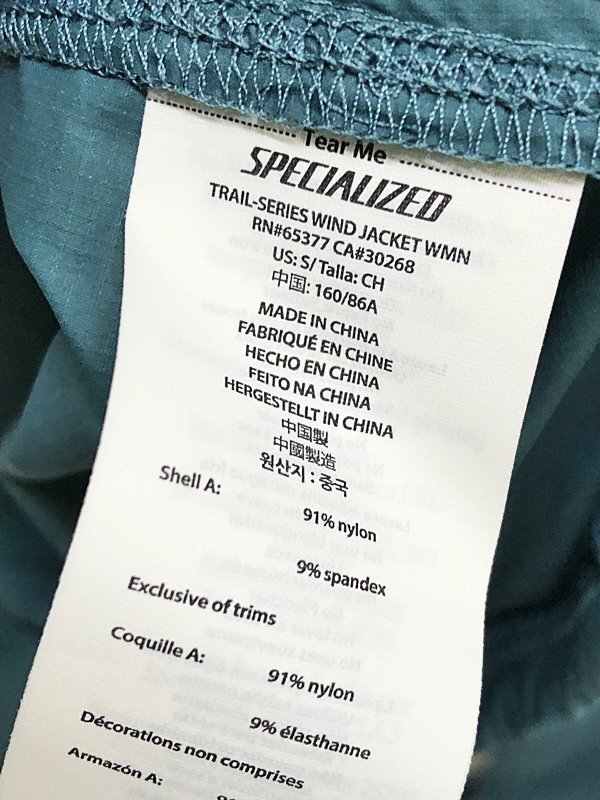 Tear Me
SPECIALIZED
TRAIL-SERIES WIND JACKET WMN
RN#65377 CA#30268
US: S/ Talla: CH
中国: 160/86A
MADE IN CHINA
FABRIQUÉ EN CHINE
HECHO EN CHINA
FEITO NA CHINA
HERGESTELLT IN CHINA
中国製
中國製造
원산지 : 중국
Shell A:
91% nylon
9% spandex
Exclusive of trims
Coquille A:
91% nylon
9% élasthanne
Décorations non comprises
Armazón A: